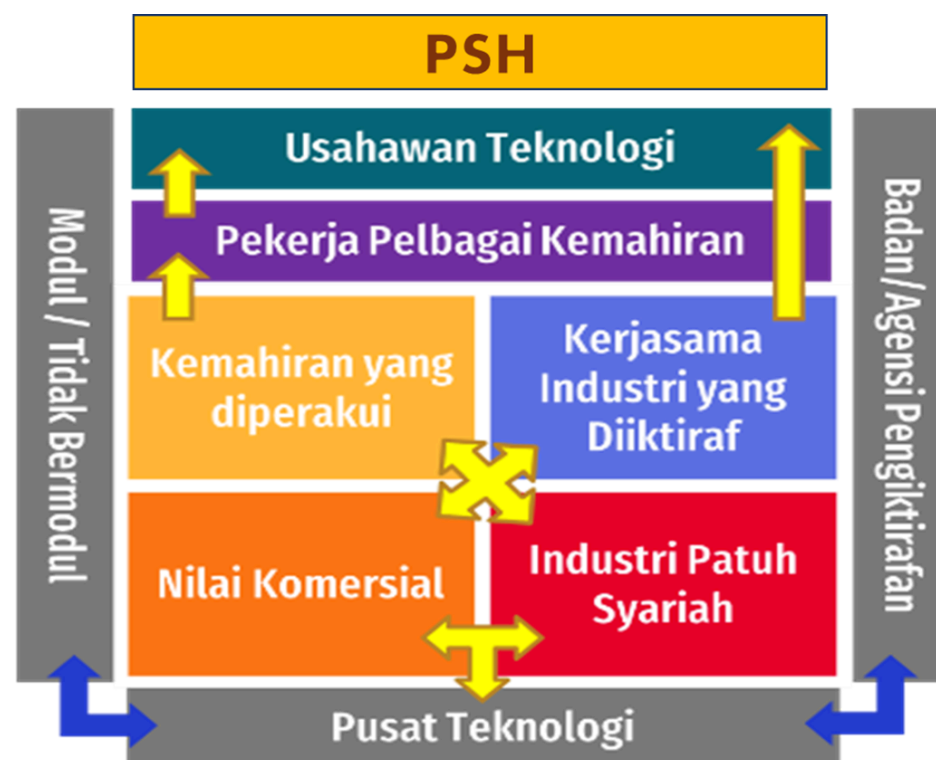 PSH
Usahawan Teknologi
Pekerja Pelbagai Kemahiran
Modul / Tidak Bermodul
Kemahiran yang
diperakui
Kerjasama
Industri yang
Diiktiraf
Badan/Agensi Pengiktirafan
Nilai Komersial
Industri Patuh
Syariah
Pusat Teknologi